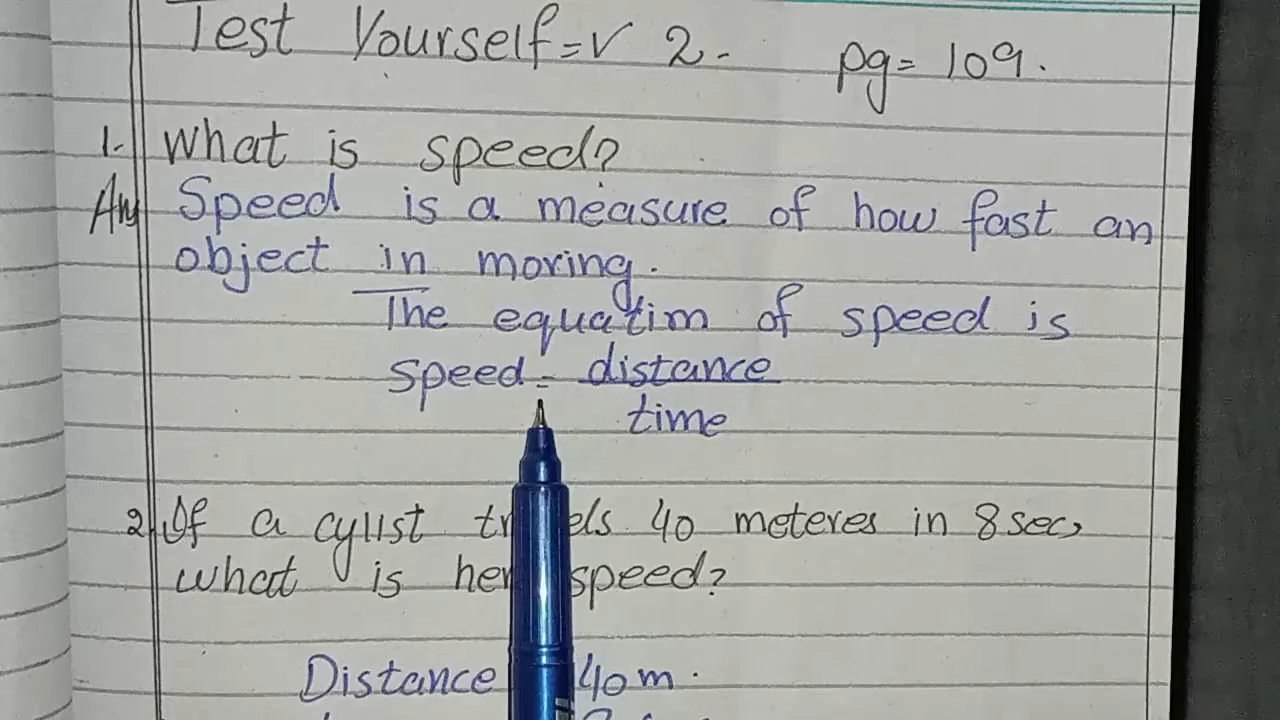 Test Yourself=√ 2. pg= 109.
1. What is speed?
Ans Speed is a measure of how fast an
object in moving.
The equation of speed is
speed = distance
time
2. If a cylist tr els 40 meteres in 8 sec,
what is her speed?
Distance 40m.